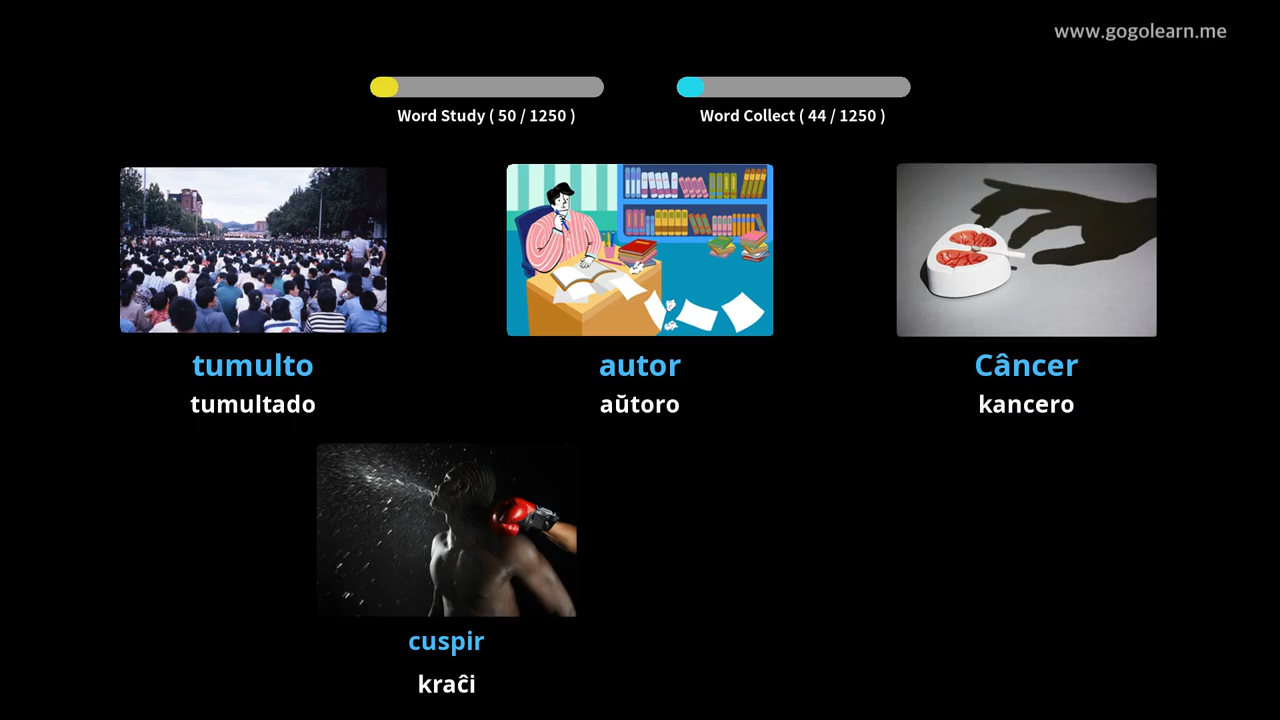 www.gogolearn.me
Word Study ( 50 / 1250 )
Word Collect ( 44 / 1250 )
tumulto
tumultado
autor
aŭtoro
Câncer
kancero
cuspir
kraĉi